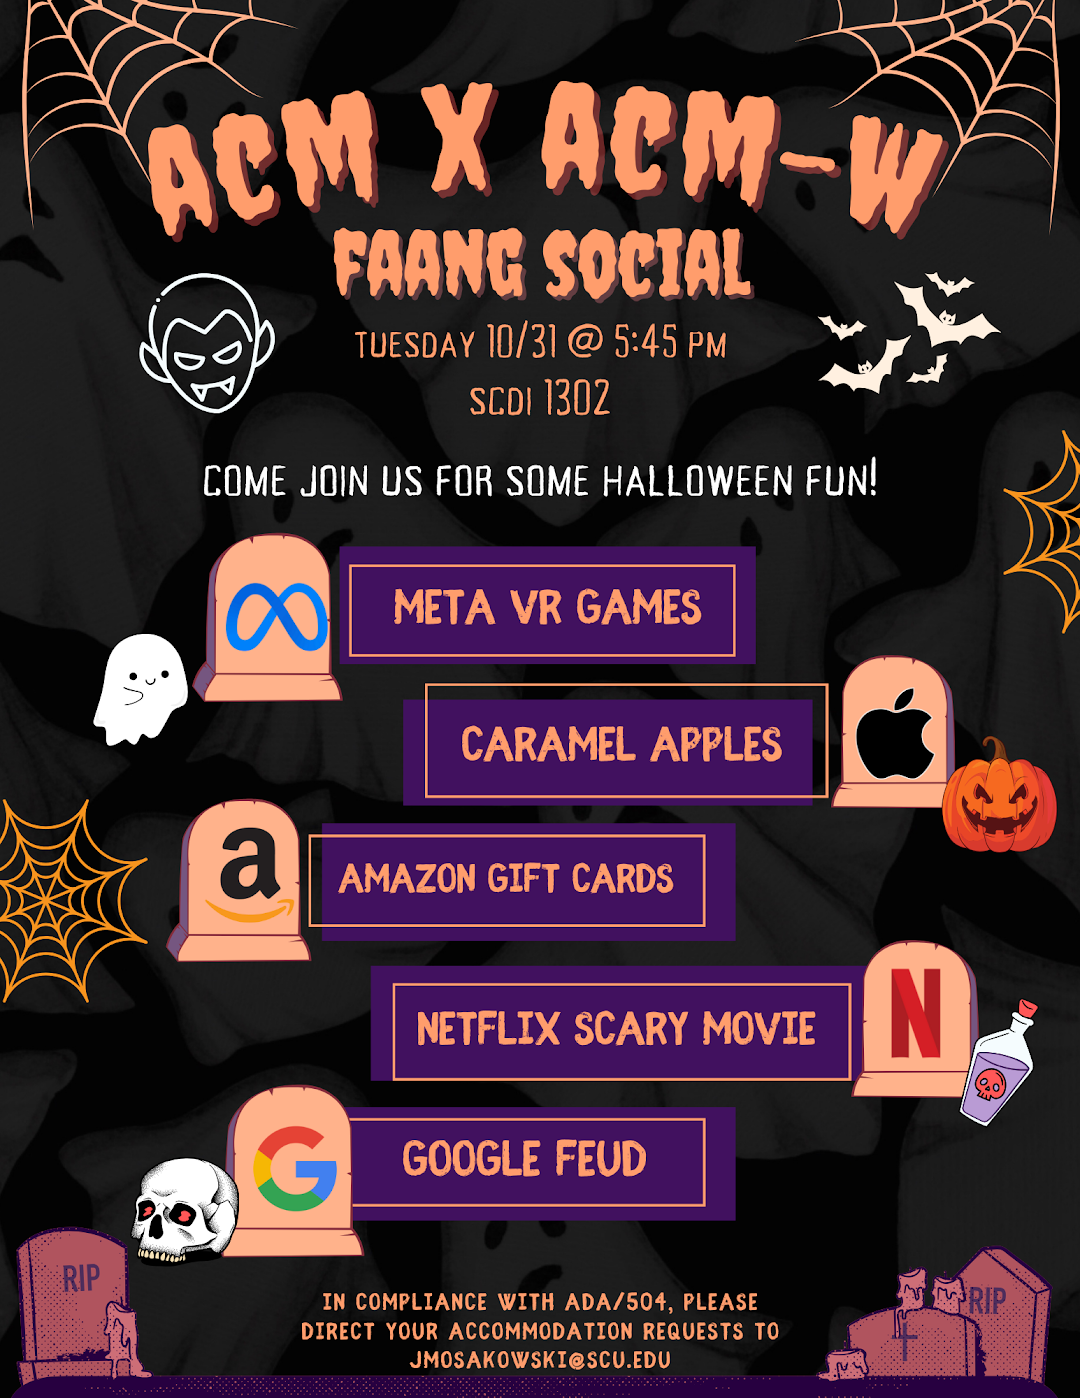 ACM X ACM-W
FAANG SOCIAL
TUESDAY 10/31 @ 5:45 PM
SCDI 1302
COME JOIN US FOR SOME HALLOWEEN FUN!
META VR GAMES
CARAMEL APPLES
a
AMAZON GIFT CARDS
NETFLIX SCARY MOVIE
N
G
GOOGLE FEUD
RIP
RIP
IN COMPLIANCE WITH ADA/504, PLEASE
DIRECT YOUR ACCOMMODATION REQUESTS TO
JMOSAKOWSKI@SCU.EDU